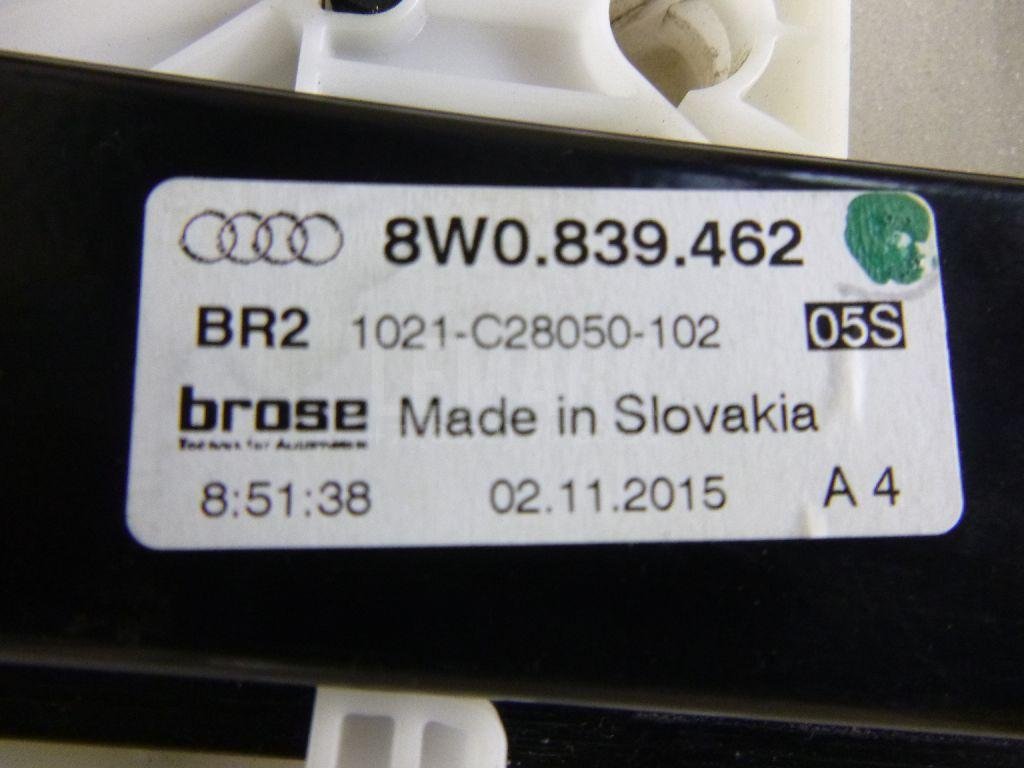 8W0.839.462
BR2 1021-C28050-102 05S
brose Made in Slovakia
8:51:38 02.11.2015 A 4